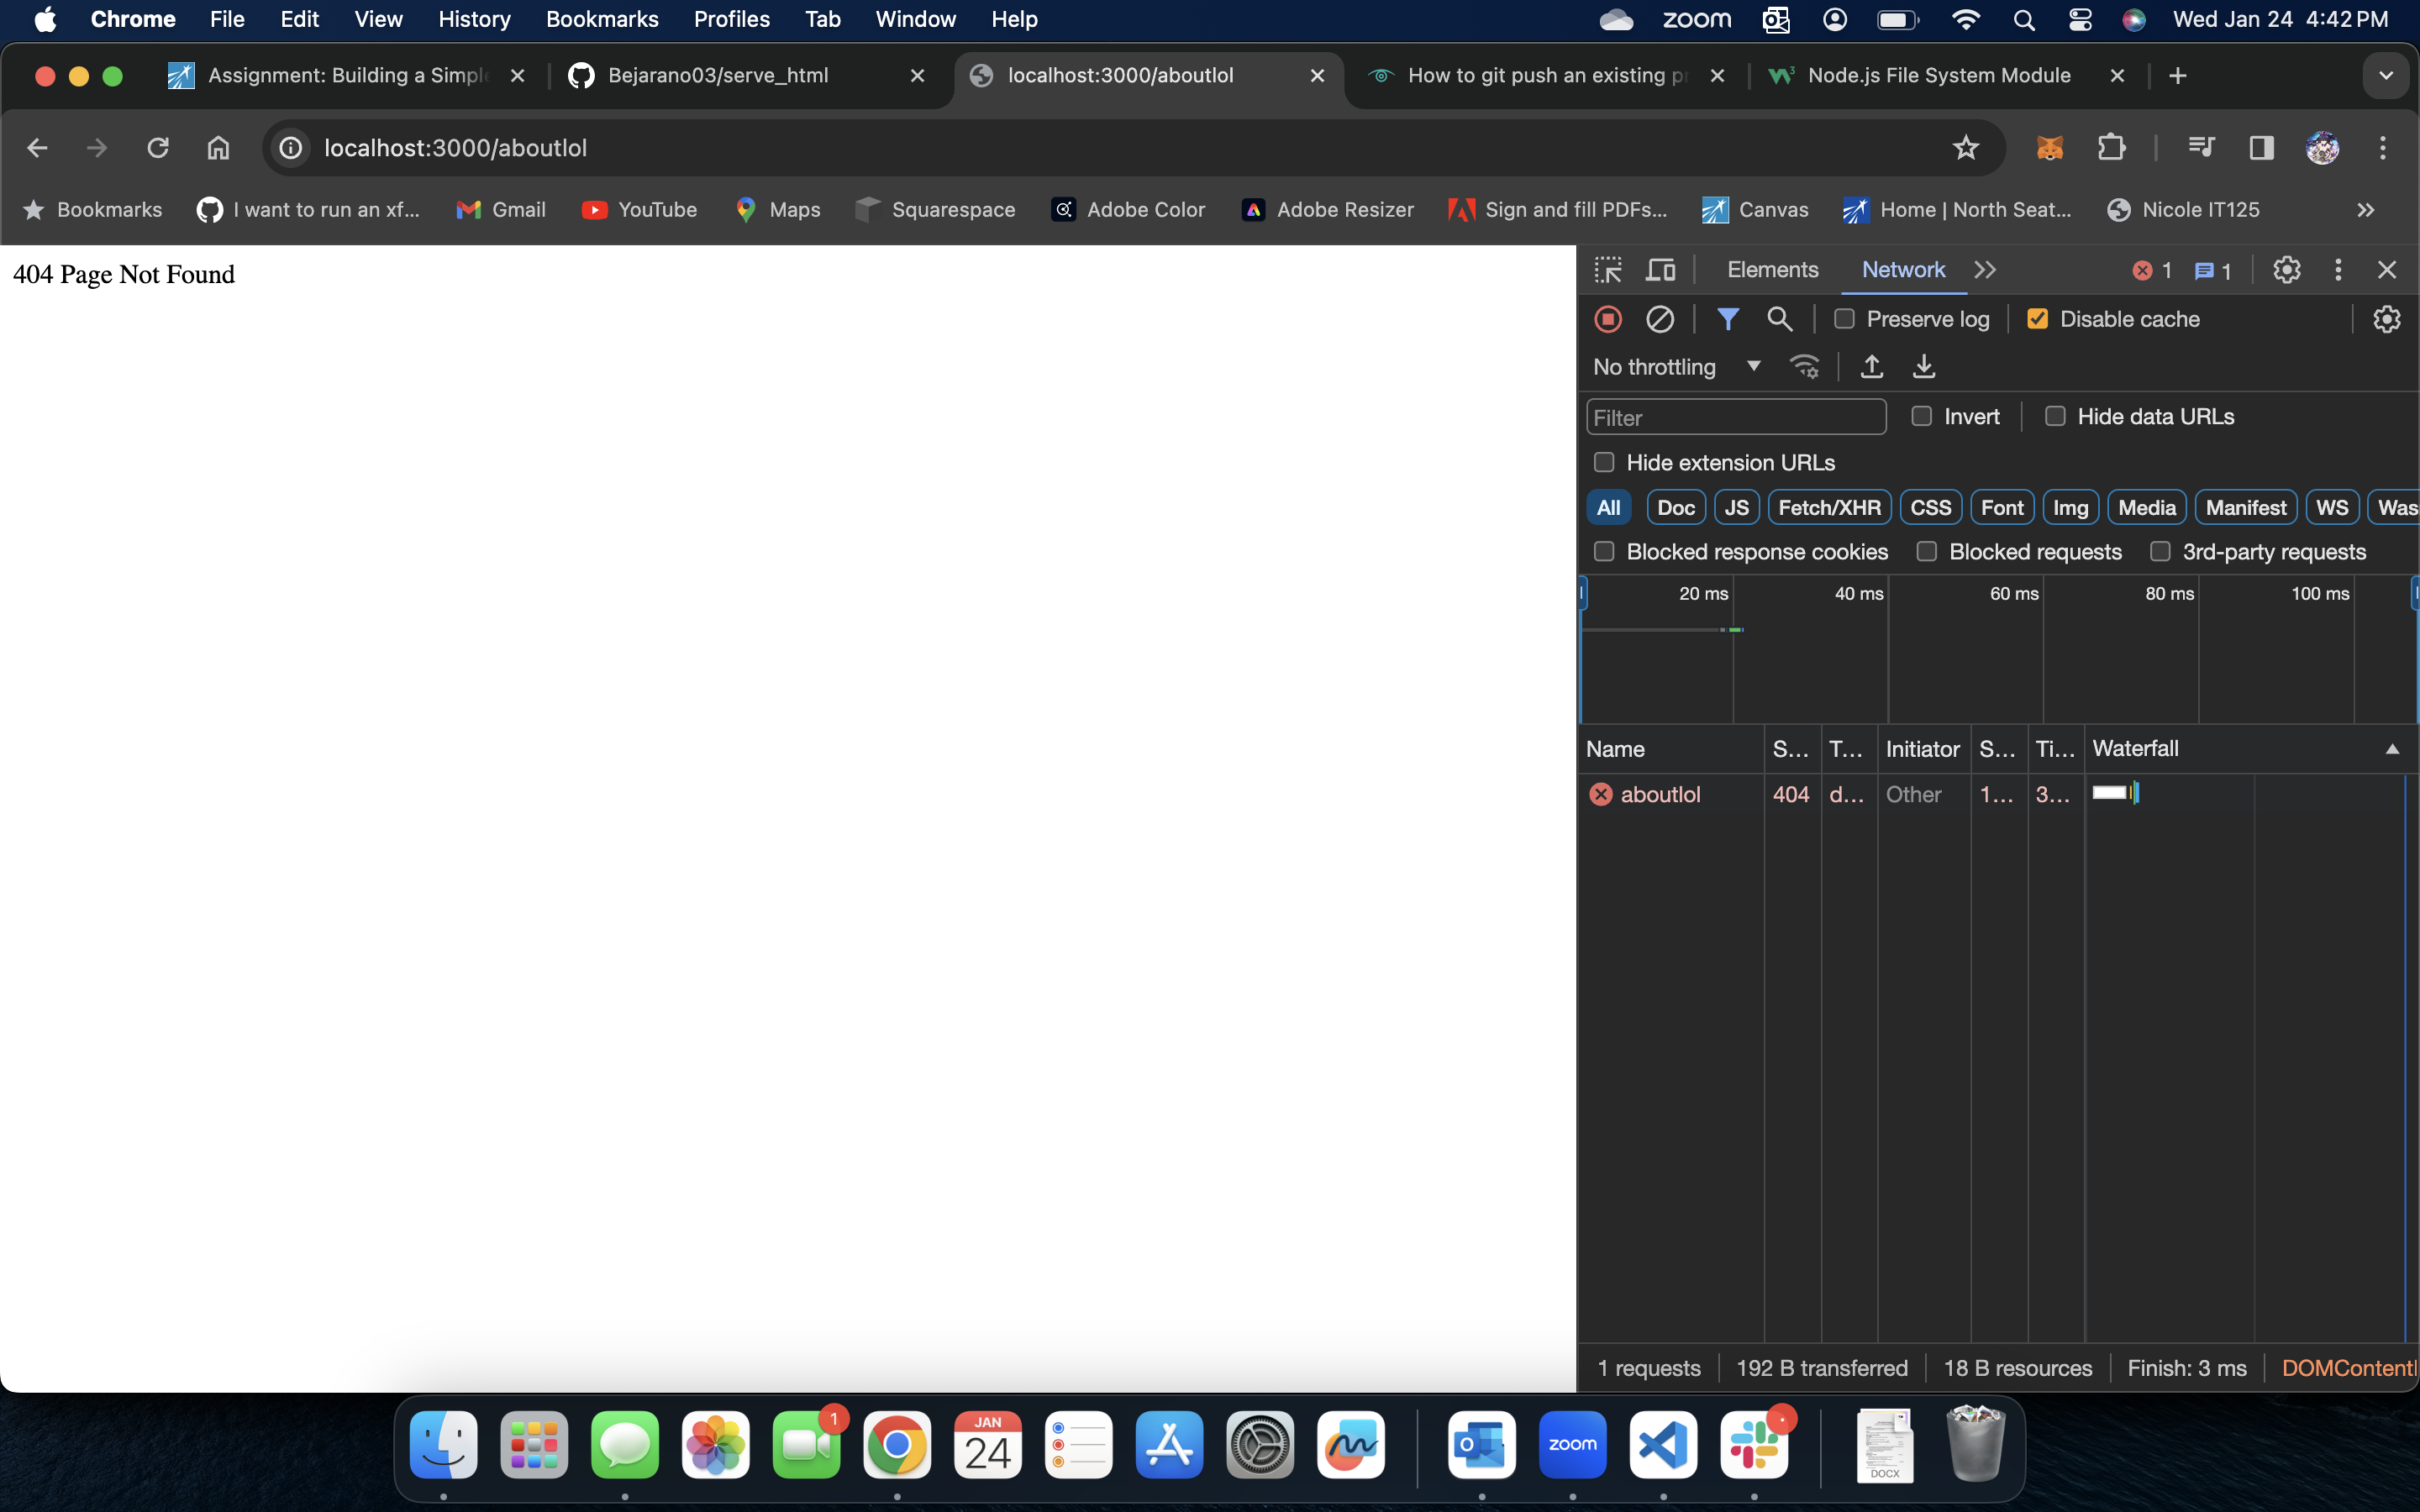 Chrome File Edit View History Bookmarks Profiles Tab Window Help zoom Wed Jan 24 4:42 PM
Assignment: Building a Simple Bejarano03/serve_html localhost:3000/aboutlol How to git push an existing pr Node.js File System Module
localhost:3000/aboutlol
Bookmarks I want to run an xf... Gmail YouTube Maps Squarespace Adobe Color Adobe Resizer Sign and fill PDFs... Canvas Home | North Seat... Nicole IT125
404 Page Not Found
Elements Network 1 1
Preserve log Disable cache
No throttling
Filter Invert Hide data URLs
Hide extension URLs
All Doc JS Fetch/XHR CSS Font Img Media Manifest WS Was
Blocked response cookies Blocked requests 3rd-party requests
20 ms 40 ms 60 ms 80 ms 100 ms
Name S... T... Initiator S... Ti... Waterfall
aboutlol 404 d... Other 1... 3...
1 requests 192 B transferred 18 B resources Finish: 3 ms DOMContentl
1
JAN
24
zoom
DOCX